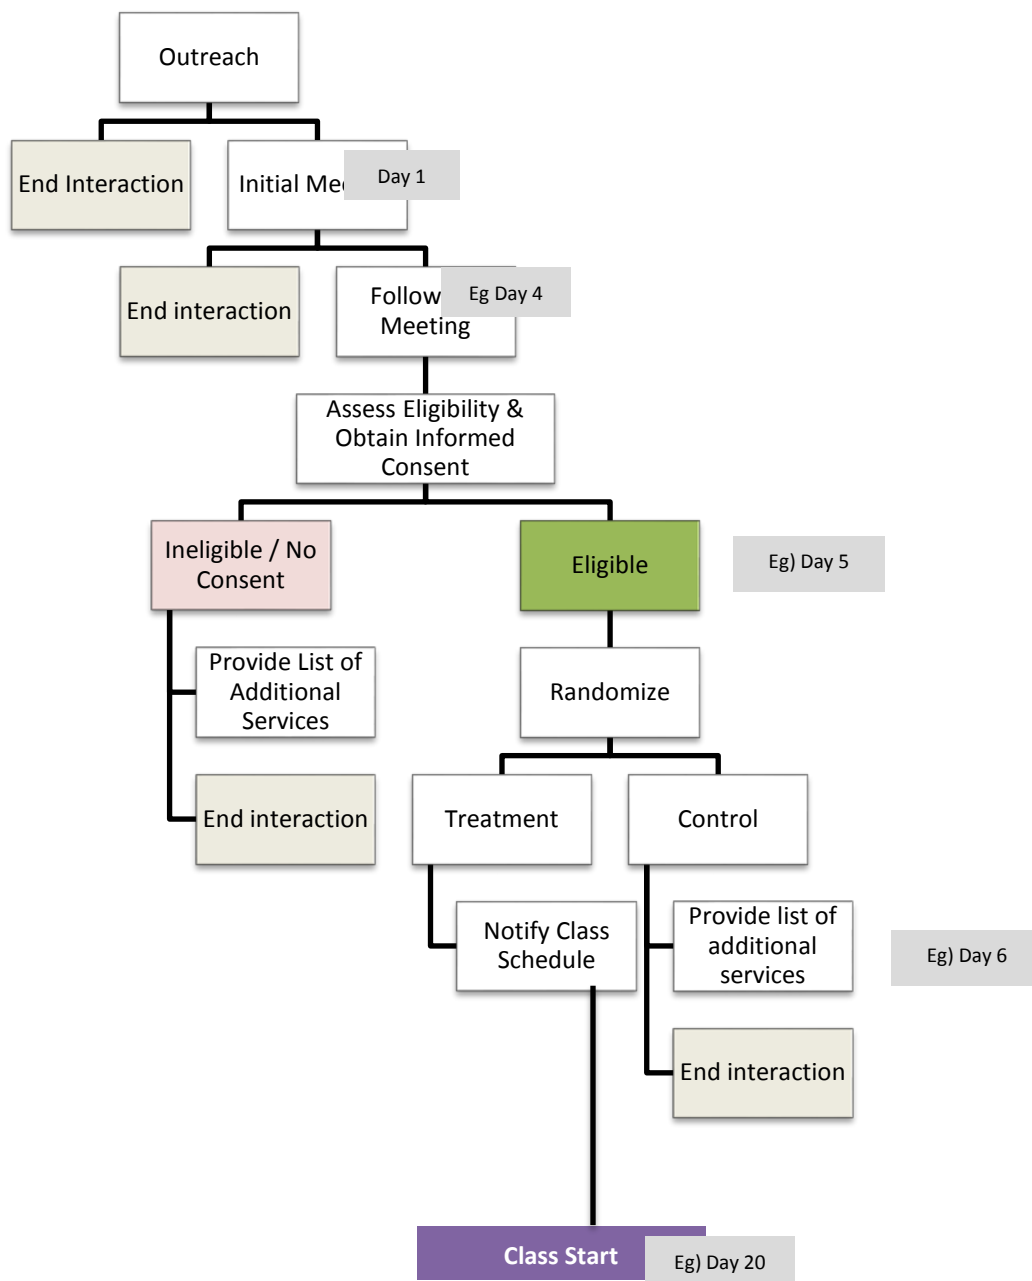 Outreach
End Interaction
Initial
Day 1
End interaction
Follow
Meeting
Eg Day 4
Assess Eligibility &
Obtain Informed
Consent
Ineligible / No
Consent
Eligible
Eg) Day 5
Provide List of
Additional
Services
Randomize
End interaction
Treatment
Control
Notify Class
Schedule
Provide list of
additional
services
Eg) Day 6
End interaction
Class Start
Eg) Day 20